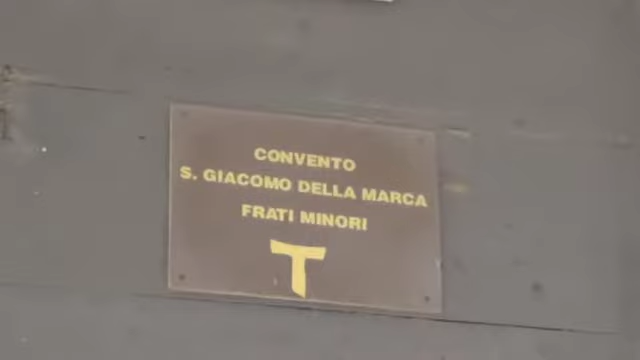 CONVENTO
S. GIACOMO DELLA MARCA
FRATI MINORI